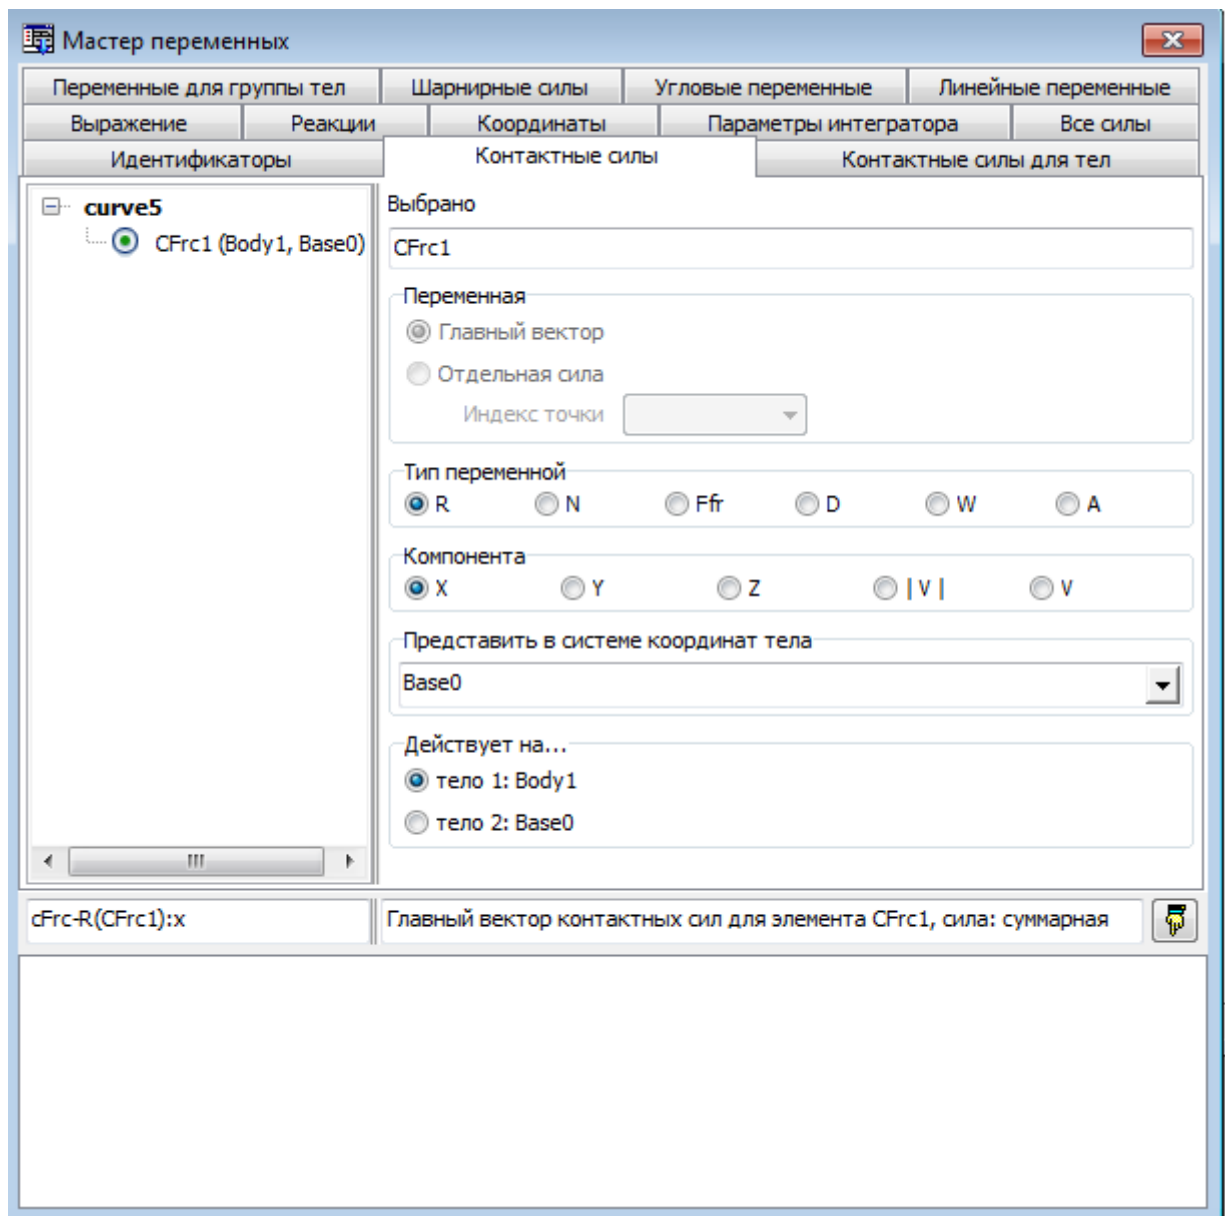 Мастер переменных
Переменные для группы тел Шарнирные силы Угловые переменные Линейные переменные
Выражение Реакции Координаты Параметры интегратора Все силы
Идентификаторы Контактные силы Контактные силы для тел
curve5
CFrc1 (Body1, Base0)
Выбрано
CFrc1
Переменная
Главный вектор
Отдельная сила
Индекс точки
Тип переменной
R N Ffr D W A
Компонента
X Y Z | V | V
Представить в системе координат тела
Base0
Действует на...
тело 1: Body1
тело 2: Base0
cFrc-R(CFrc1):x Главный вектор контактных сил для элемента CFrc1, сила: суммарная